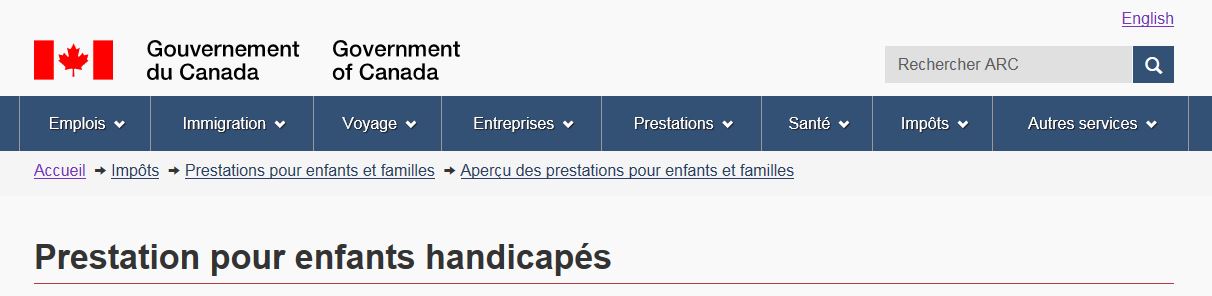 English
Gouvernement du Canada
Government of Canada
Rechercher ARC
Emplois Immigration Voyage Entreprises Prestations Santé Impôts Autres services
Accueil Impôts Prestations pour enfants et familles Aperçu des prestations pour enfants et familles
Prestation pour enfants handicapés